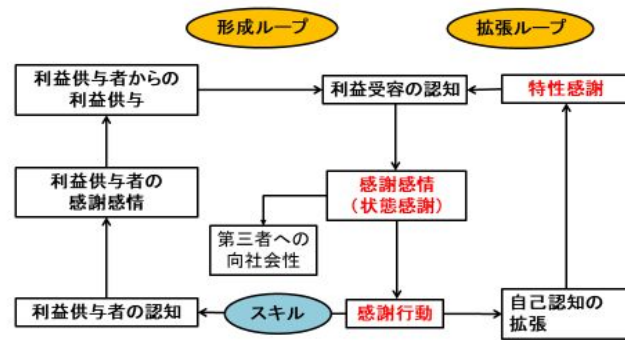 形成ループ
拡張ループ
利益供与者からの
利益供与
利益受容の認知
特性感謝
利益供与者の
感謝感情
感謝感情
（状態感謝）
第三者への
向社会性
利益供与者の認知
スキル
感謝行動
自己認知の
拡張